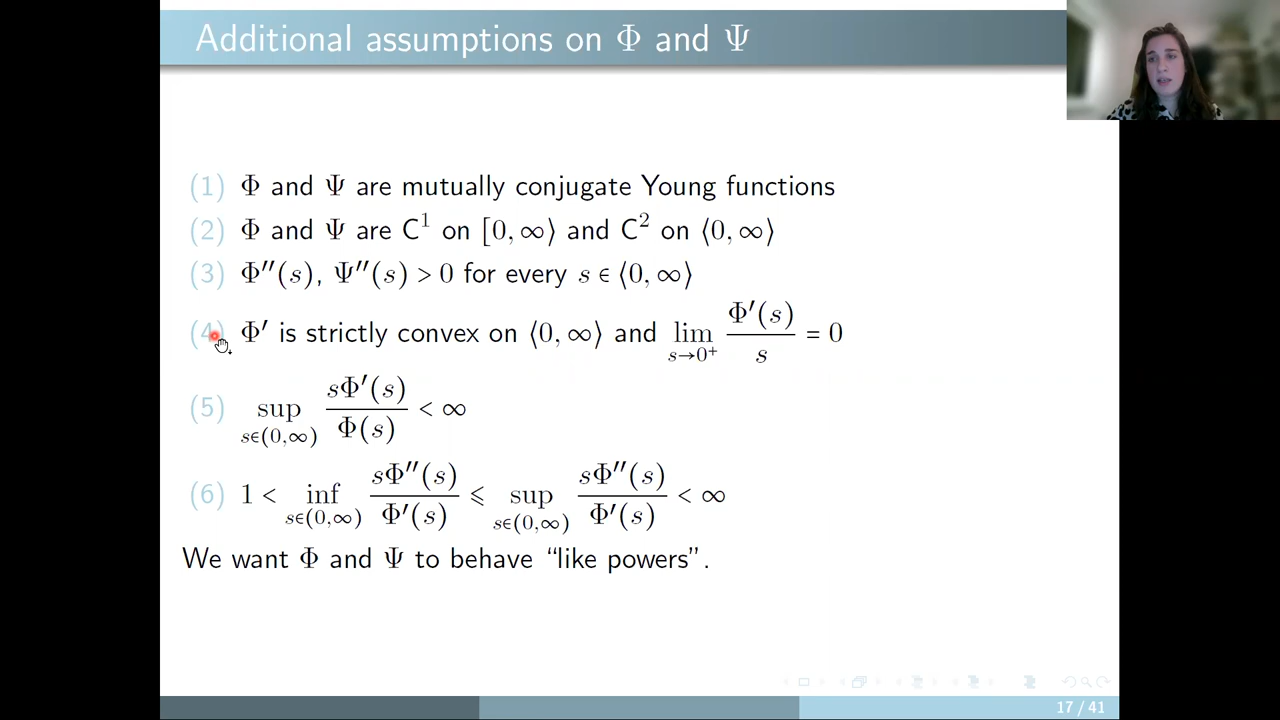 Additional assumptions on Φ and Ψ
(1) Φ and Ψ are mutually conjugate Young functions
(2) Φ and Ψ are C¹ on [0, ∞⟩ and C² on ⟨0, ∞⟩
(3) Φ″(s), Ψ″(s) > 0 for every s ∈ ⟨0, ∞⟩
(4) Φ′ is strictly convex on ⟨0, ∞⟩ and lim_{s→0⁺} Φ′(s)/s = 0
(5) sup_{s∈(0,∞)} sΦ′(s)/Φ(s) < ∞
(6) 1 < inf_{s∈(0,∞)} sΦ″(s)/Φ′(s) ⩽ sup_{s∈(0,∞)} sΦ″(s)/Φ′(s) < ∞
We want Φ and Ψ to behave “like powers”.
17 / 41